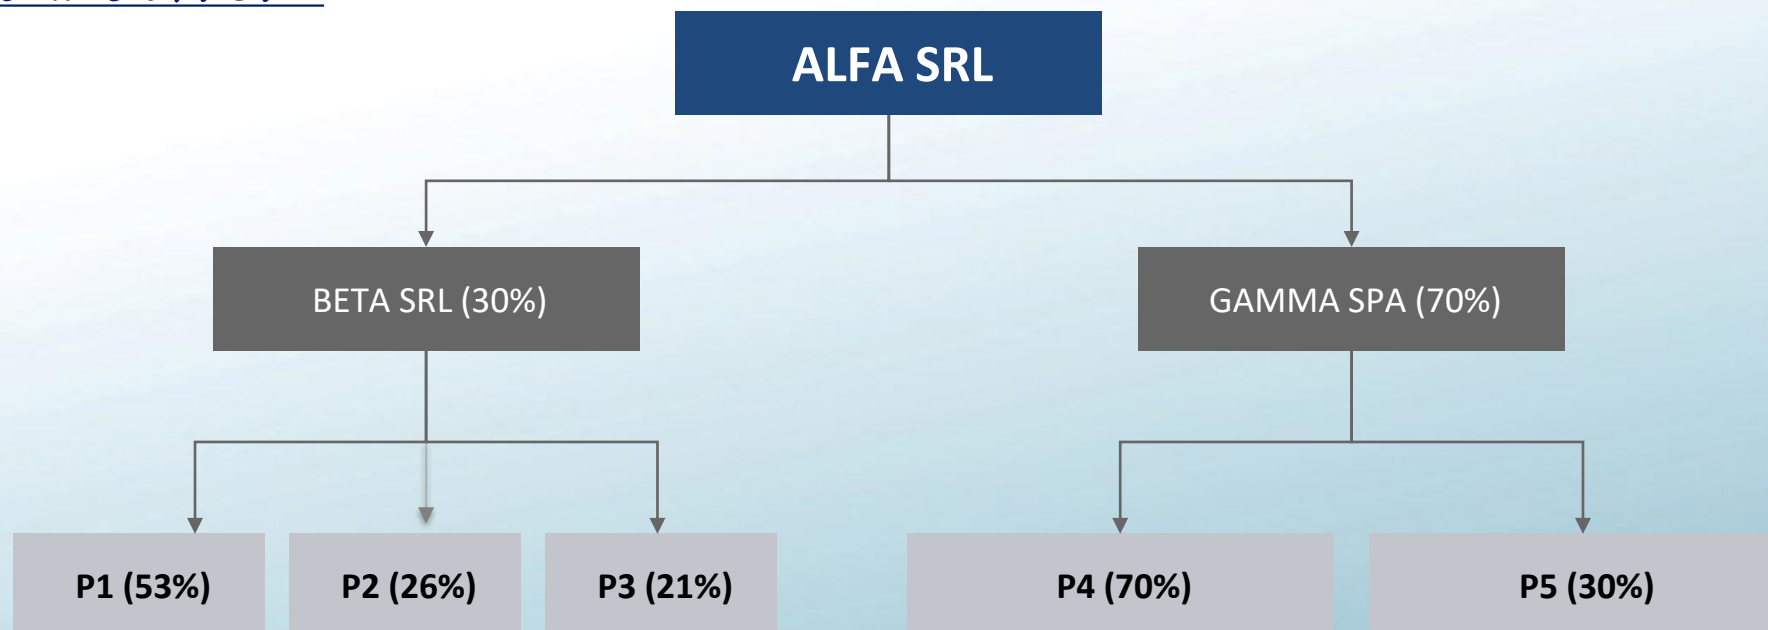 ALFA SRL
BETA SRL (30%)
GAMMA SPA (70%)
P1 (53%)
P2 (26%)
P3 (21%)
P4 (70%)
P5 (30%)